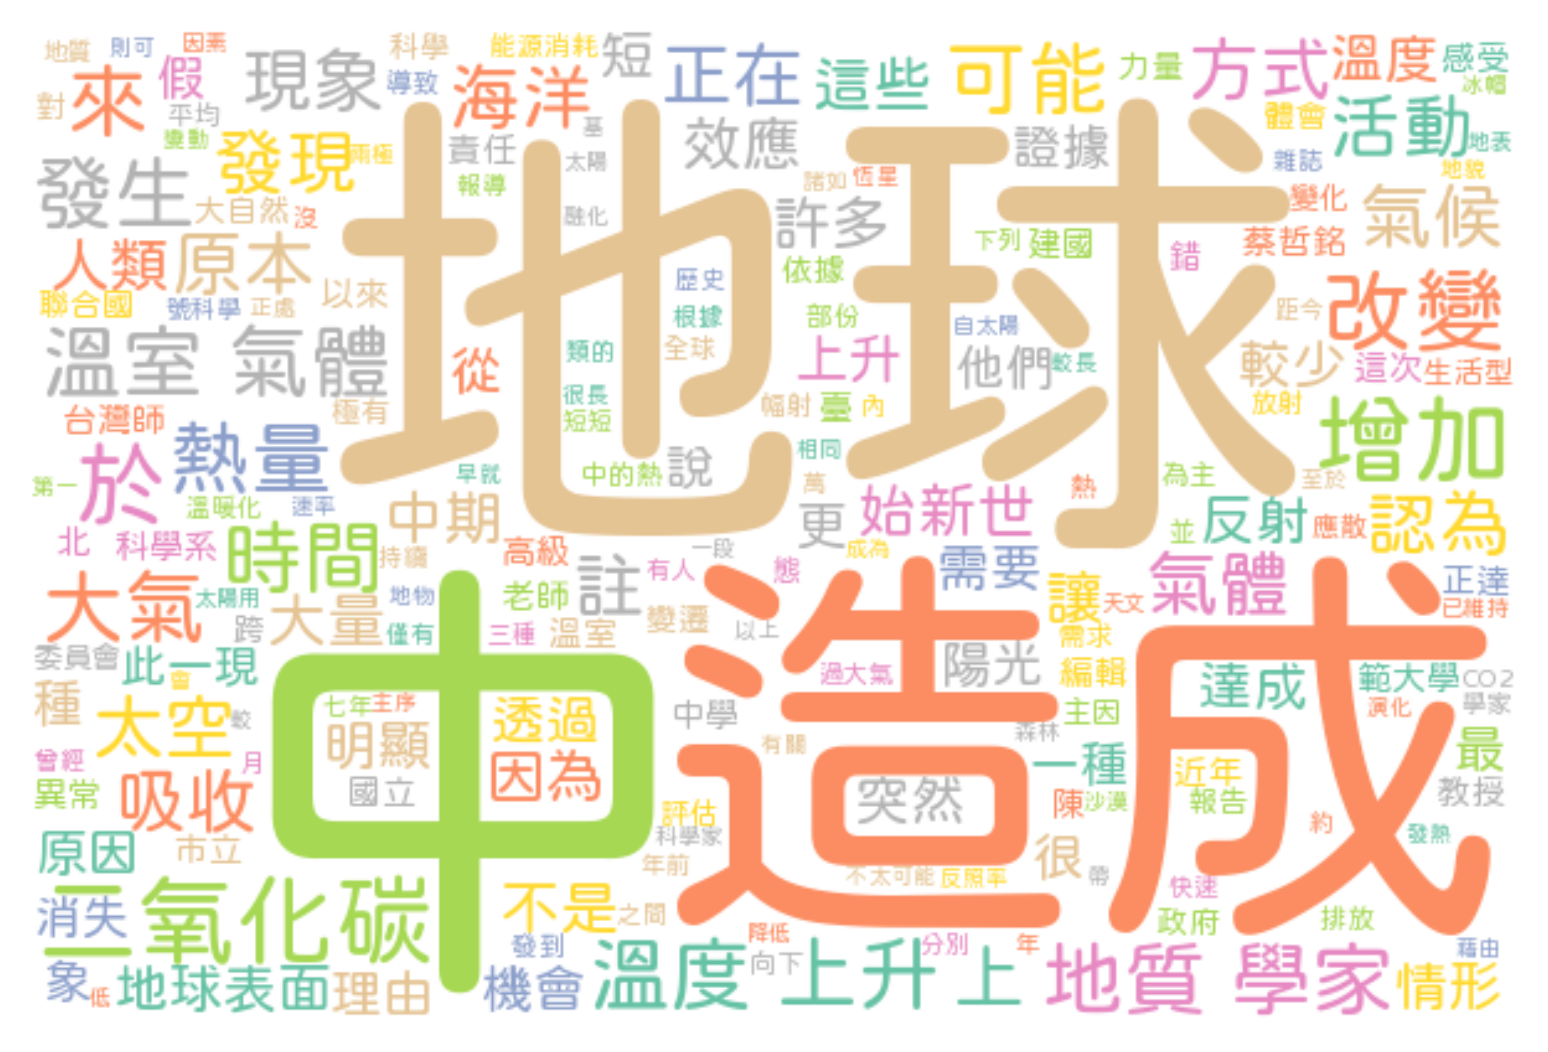 地質 則可 因素 現象 科學 能源消耗 短 正在 這些 可能 力量 方式 溫度 感受
來 假 導致 海洋 冰帽
對 平均 基 效應 證據 體會 活動 地表
變動 發現 兩極 責任 太陽 雜誌
發生 報導 諸如 恆星 地貌
大自然 沒 融化 許多 變化 氣候
人類 原本 下列 建國 錯 蔡哲銘
地球
聯合國 號科學 正處 以來 歷史 依據 距今 改變
溫室 氣體 從 根據 部份 自太陽
類的 全球 上升 他們 較長 較少 這次 生活型
台灣師 極有 很長 幅射 臺 內 放射
短短 增加
熱量 早就 中的熱 說 相同 為主
第一 於 溫暖化 速率 萬 熱 至於
中期 更 始新世 並 反射 應散 認為
北 科學系 時間 持續 高級 一段 成為
大氣 註 有人 態 需要 讓 氣體 正達
太陽用 大量 地物 老師 天文 已維持
跨 僅有 三種 溫室 變遷 以上 需求
委員會 此一現 過大氣 陽光 編輯 達成 範大學 CO2
會
種 太空 較 七年 主序 透過 中學 主因 演化 學家
中 造成
明顯 有關 森林 最
曾經 月 因為 一種 近年
異常 吸收 國立 突然 陳 沙漠 報告 教授
評估 約
原因 市立 科學家 很 發熱
年前 不太可能 反照率 帶 快速
消失 二氧化碳 不是 之間 政府 排放
發到 降低 分別 年 藉由
象 低 地球表面 理由 機會 溫度 上升 向下 上 地質 學家 情形